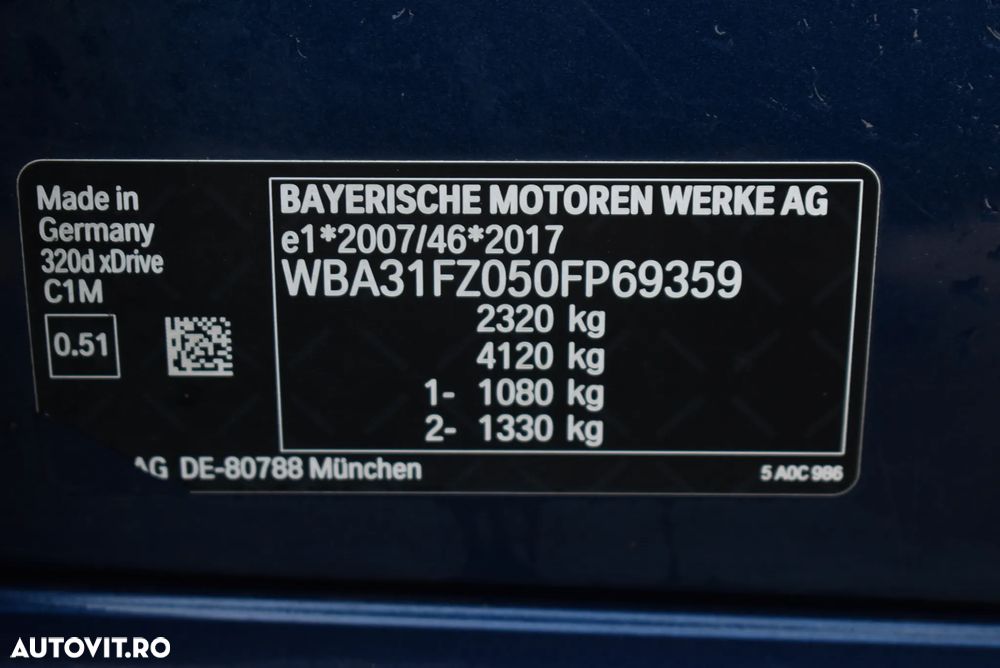 Made in
Germany
320d xDrive
C1M
0.51
BAYERISCHE MOTOREN WERKE AG
e1*2007/46*2017
WBA31FZ050FP69359
2320 kg
4120 kg
1- 1080 kg
2- 1330 kg
AG DE-80788 München
5 A0C 9B6
AUTOVIT.RO